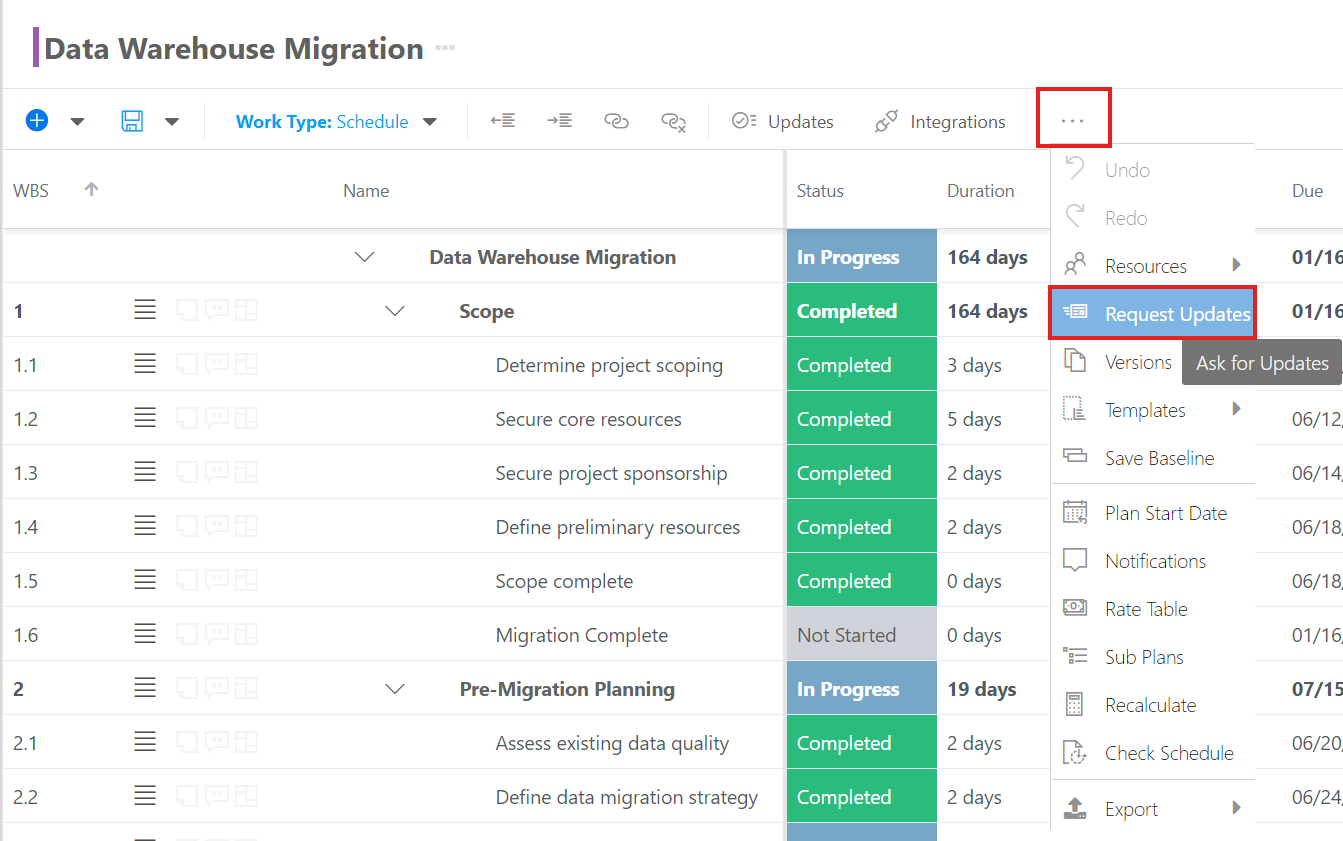 Data Warehouse Migration
Work Type: Schedule Updates Integrations
WBS Name Status Duration Due
Data Warehouse Migration In Progress 164 days 01/16
1 Scope Completed 164 days 01/16
1.1 Determine project scoping Completed 3 days
1.2 Secure core resources Completed 5 days 06/12,
1.3 Secure project sponsorship Completed 2 days 06/14,
1.4 Define preliminary resources Completed 2 days 06/18,
1.5 Scope complete Completed 0 days 06/18,
1.6 Migration Complete Not Started 0 days 01/16,
2 Pre-Migration Planning In Progress 19 days 07/15
2.1 Assess existing data quality Completed 2 days 06/20,
2.2 Define data migration strategy Completed 2 days 06/24,
Undo
Redo
Resources
Request Updates
Versions
Ask for Updates
Templates
Save Baseline
Plan Start Date
Notifications
Rate Table
Sub Plans
Recalculate
Check Schedule
Export